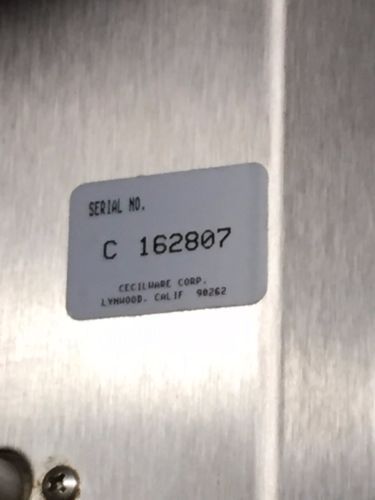 SERIAL NO.
C 162807
CECILWARE CORP.
LYNWOOD. CALIF 90262